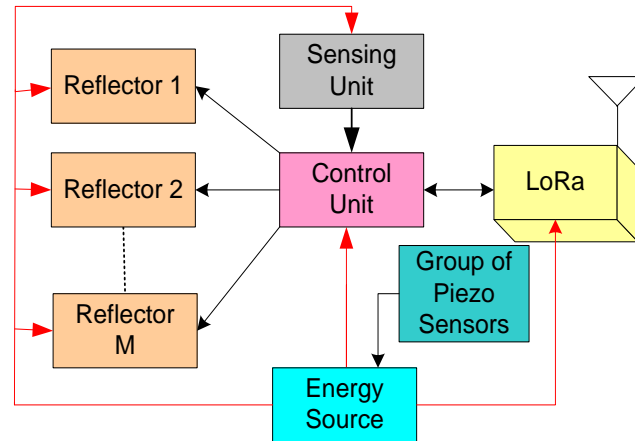 Reflector 1
Sensing
Unit
Reflector 2
Control
Unit
LoRa
Group of
Piezo
Sensors
Reflector
M
Energy
Source